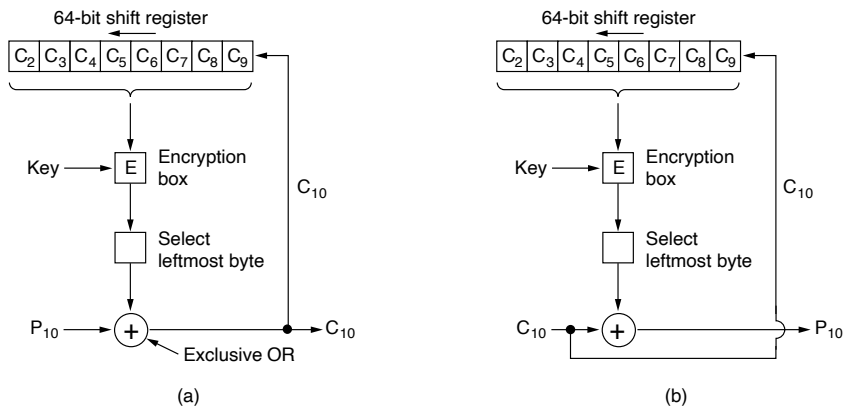 64-bit shift register
C2 C3 C4 C5 C6 C7 C8 C9
Key
E
Encryption
box
C10
Select
leftmost byte
P10
+
C10
Exclusive OR
(a)
64-bit shift register
C2 C3 C4 C5 C6 C7 C8 C9
Key
E
Encryption
box
C10
Select
leftmost byte
C10
+
P10
(b)